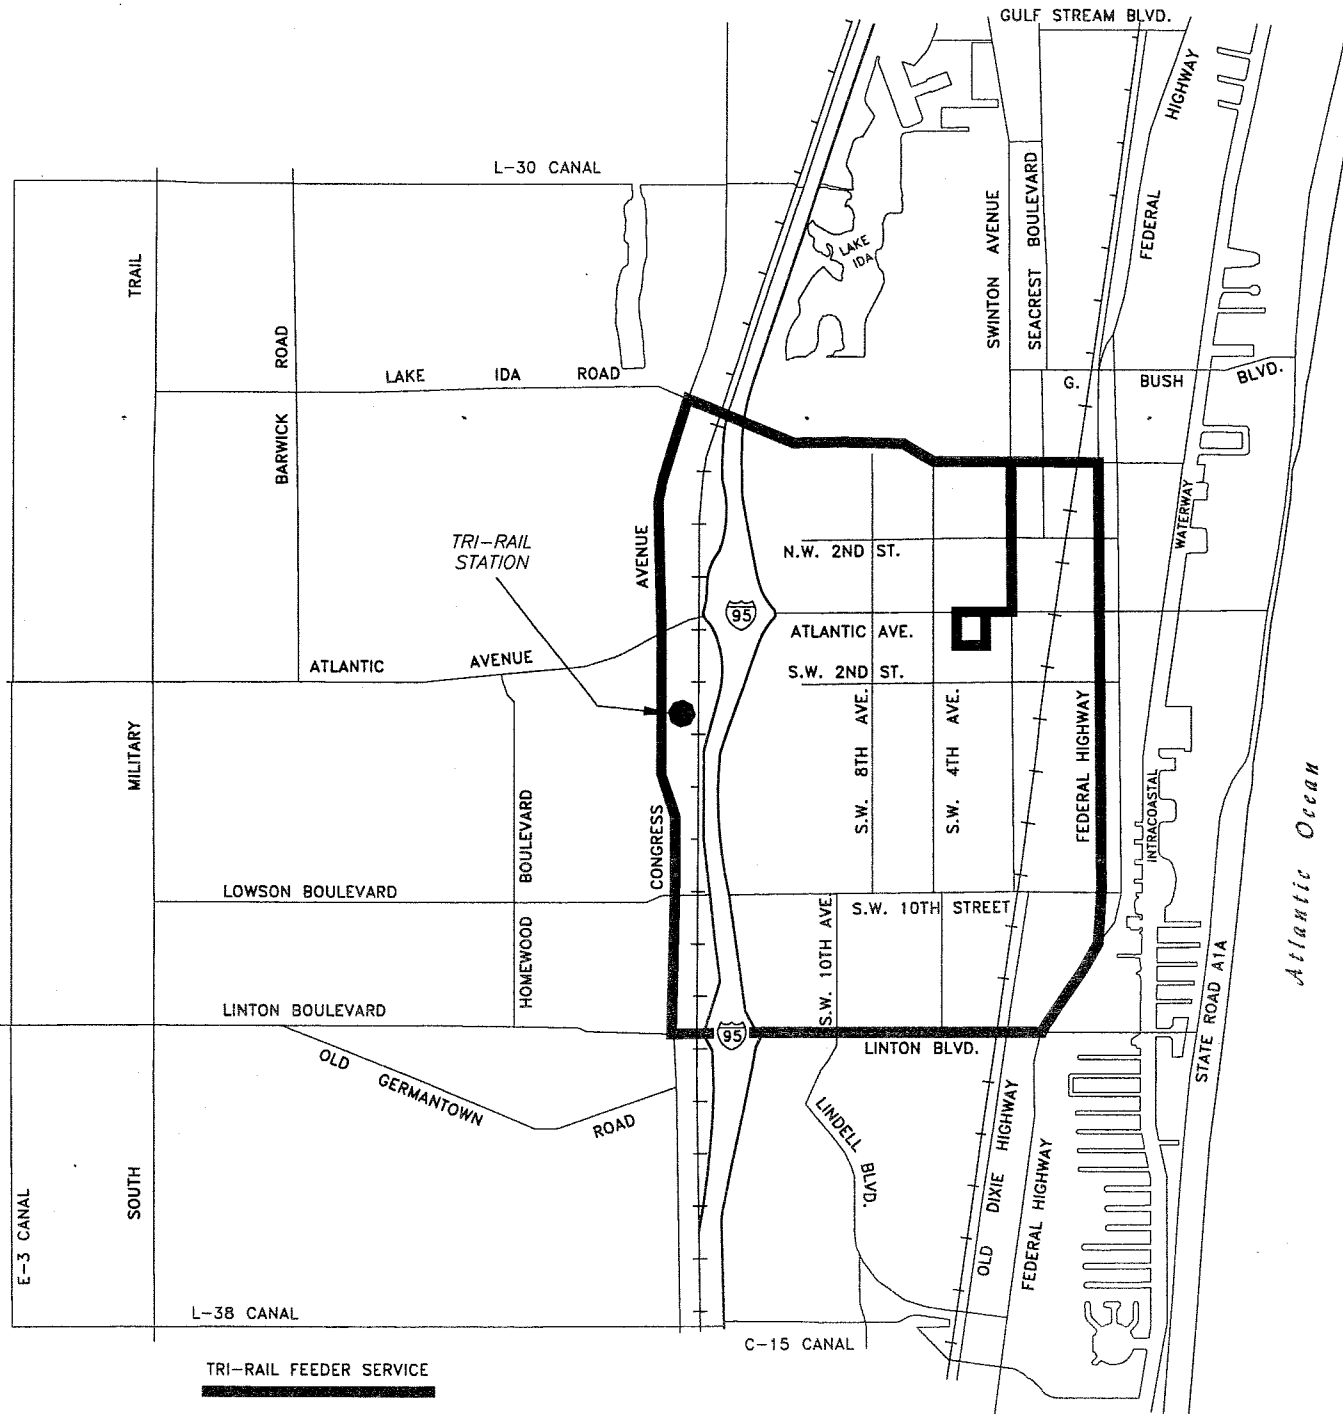 GULF STREAM BLVD.
HIGHWAY
FEDERAL
L-30 CANAL
SWINTON AVENUE
SEACREST BOULEVARD
LAKE
IDA
TRAIL
BARWICK ROAD
LAKE IDA ROAD
G. BUSH BLVD.
TRI-RAIL
STATION
AVENUE
N.W. 2ND ST.
WATERWAY
95
ATLANTIC AVE.
ATLANTIC AVENUE
S.W. 2ND ST.
MILITARY
S.W. 8TH AVE.
S.W. 4TH AVE.
FEDERAL HIGHWAY
INTRACOASTAL
Atlantic Ocean
CONGRESS
HOMEWOOD BOULEVARD
LOWSON BOULEVARD
S.W. 10TH STREET
S.W. 10TH AVE.
STATE ROAD A1A
LINTON BOULEVARD
95
LINTON BLVD.
OLD GERMANTOWN ROAD
LINDELL BLVD.
OLD DIXIE HIGHWAY
FEDERAL HIGHWAY
SOUTH
E-3 CANAL
L-38 CANAL
C-15 CANAL
TRI-RAIL FEEDER SERVICE